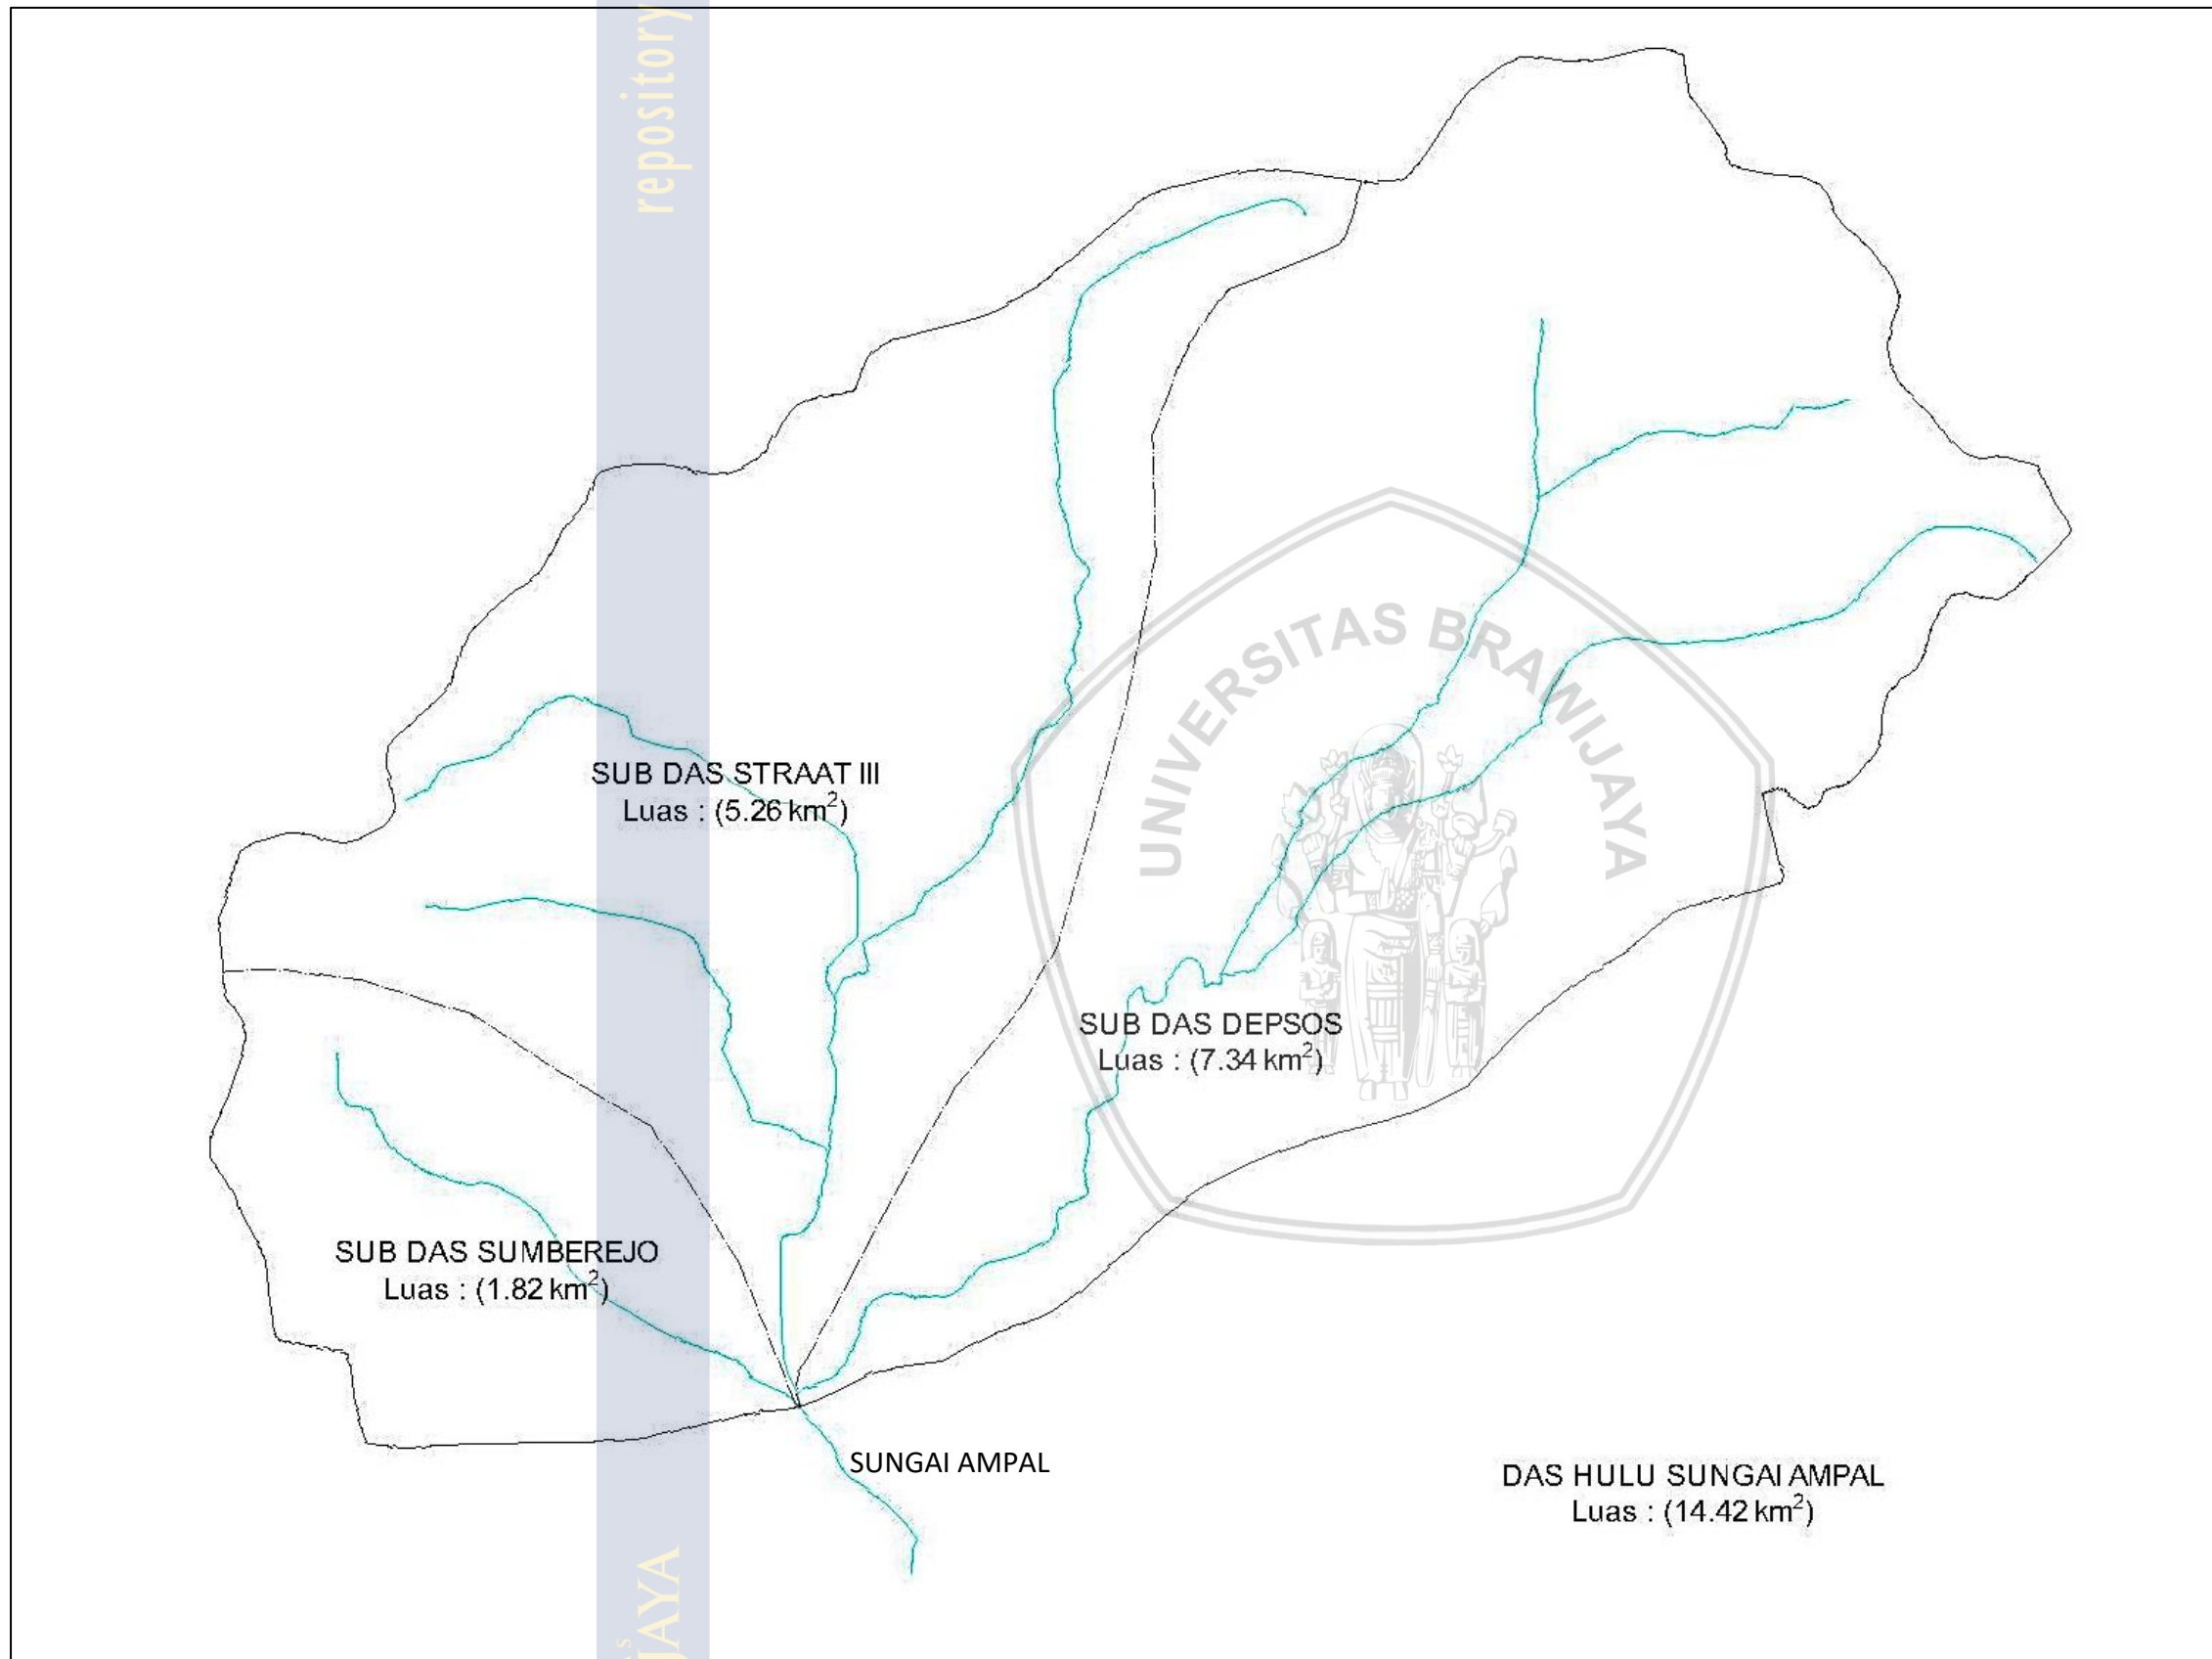 repository
UNIVERSITAS BRAWIJAYA
SUB DAS STRAAT III
Luas : (5.26 km²)
SUB DAS DEPSOS
Luas : (7.34 km²)
SUB DAS SUMBEREJO
Luas : (1.82 km²)
SUNGAI AMPAL
DAS HULU SUNGAI AMPAL
Luas : (14.42 km²)
JAYA